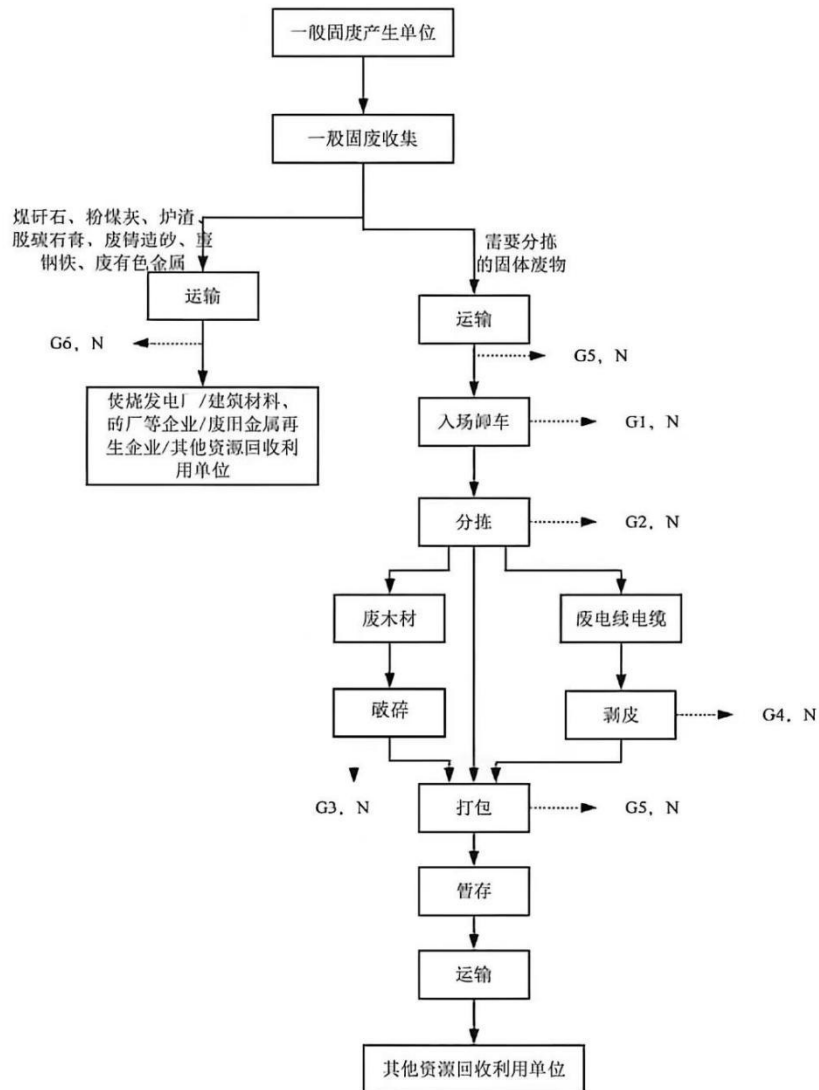 一般固废产生单位
一般固废收集
煤矸石、粉煤灰、炉渣、
脱硫石膏、废铸造砂、废
钢铁、废有色金属
需要分拣
的固体废物
运输
运输
G6，N
G5，N
焚烧发电厂/建筑材料、
砖厂等企业/废旧金属再
生企业/其他资源回收利
用单位
入场卸车
G1，N
分拣
G2，N
废木材
废电线电缆
破碎
剥皮
G4，N
G3，N
打包
G5，N
暂存
运输
其他资源回收利用单位